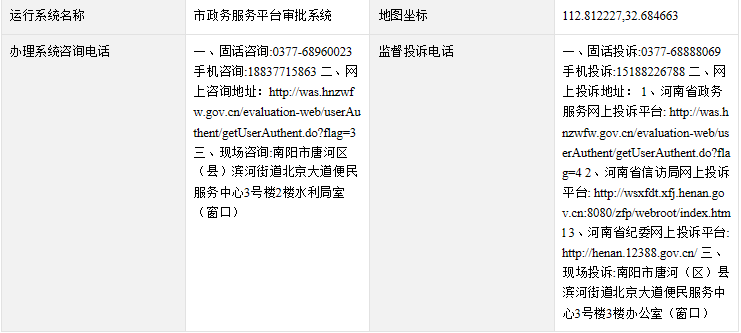 运行系统名称
市政务服务平台审批系统
地图坐标
112.812227,32.684663
办理系统咨询电话
一、固话咨询:0377-68960023
手机咨询:18837715863 二、网
上咨询地址：http://was.hnzwf
w.gov.cn/evaluation-web/userAu
thent/getUserAuthent.do?flag=3
三、现场咨询:南阳市唐河区
（县）滨河街道北京大道便民
服务中心3号楼2楼水利局室
（窗口）
监督投诉电话
一、固话投诉:0377-68888069
手机投诉:15188226788 二、网
上投诉地址： 1、河南省政务
服务网上投诉平台: http://was.h
nzwfw.gov.cn/evaluation-web/us
erAuthent/getUserAuthent.do?fl
ag=4 2、河南省信访局网上投诉
平台: http://wsxfdt.xfj.henan.go
v.cn:8080/zfp/webroot/index.htm
l 3、河南省纪委网上投诉平台:
http://henan.12388.gov.cn/ 三、
现场投诉:南阳市唐河（区）县
滨河街道北京大道便民服务中
心3号楼3楼办公室（窗口）